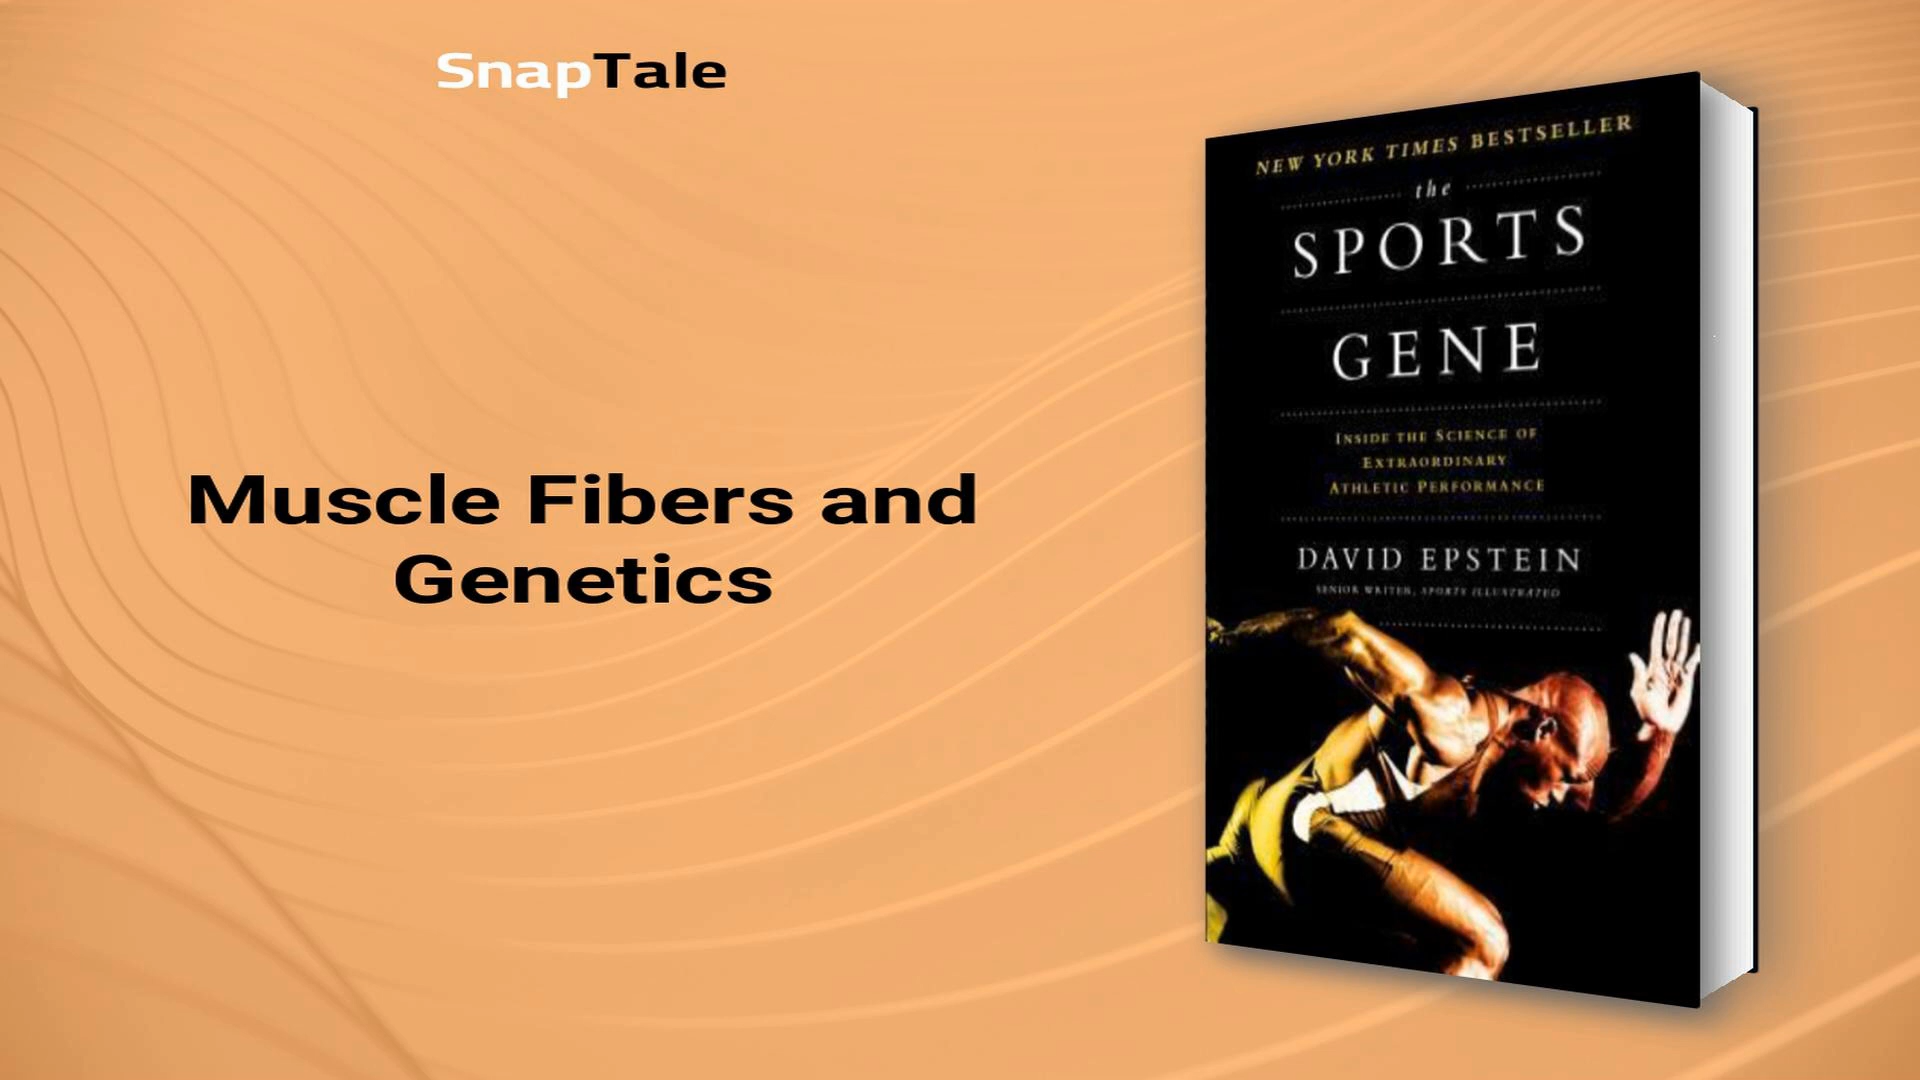 SnapTale
Muscle Fibers and
Genetics
NEW YORK TIMES BESTSELLER
the
SPORTS
GENE
INSIDE THE SCIENCE OF
EXTRAORDINARY
ATHLETIC PERFORMANCE
DAVID EPSTEIN
SENIOR WRITER, SPORTS ILLUSTRATED